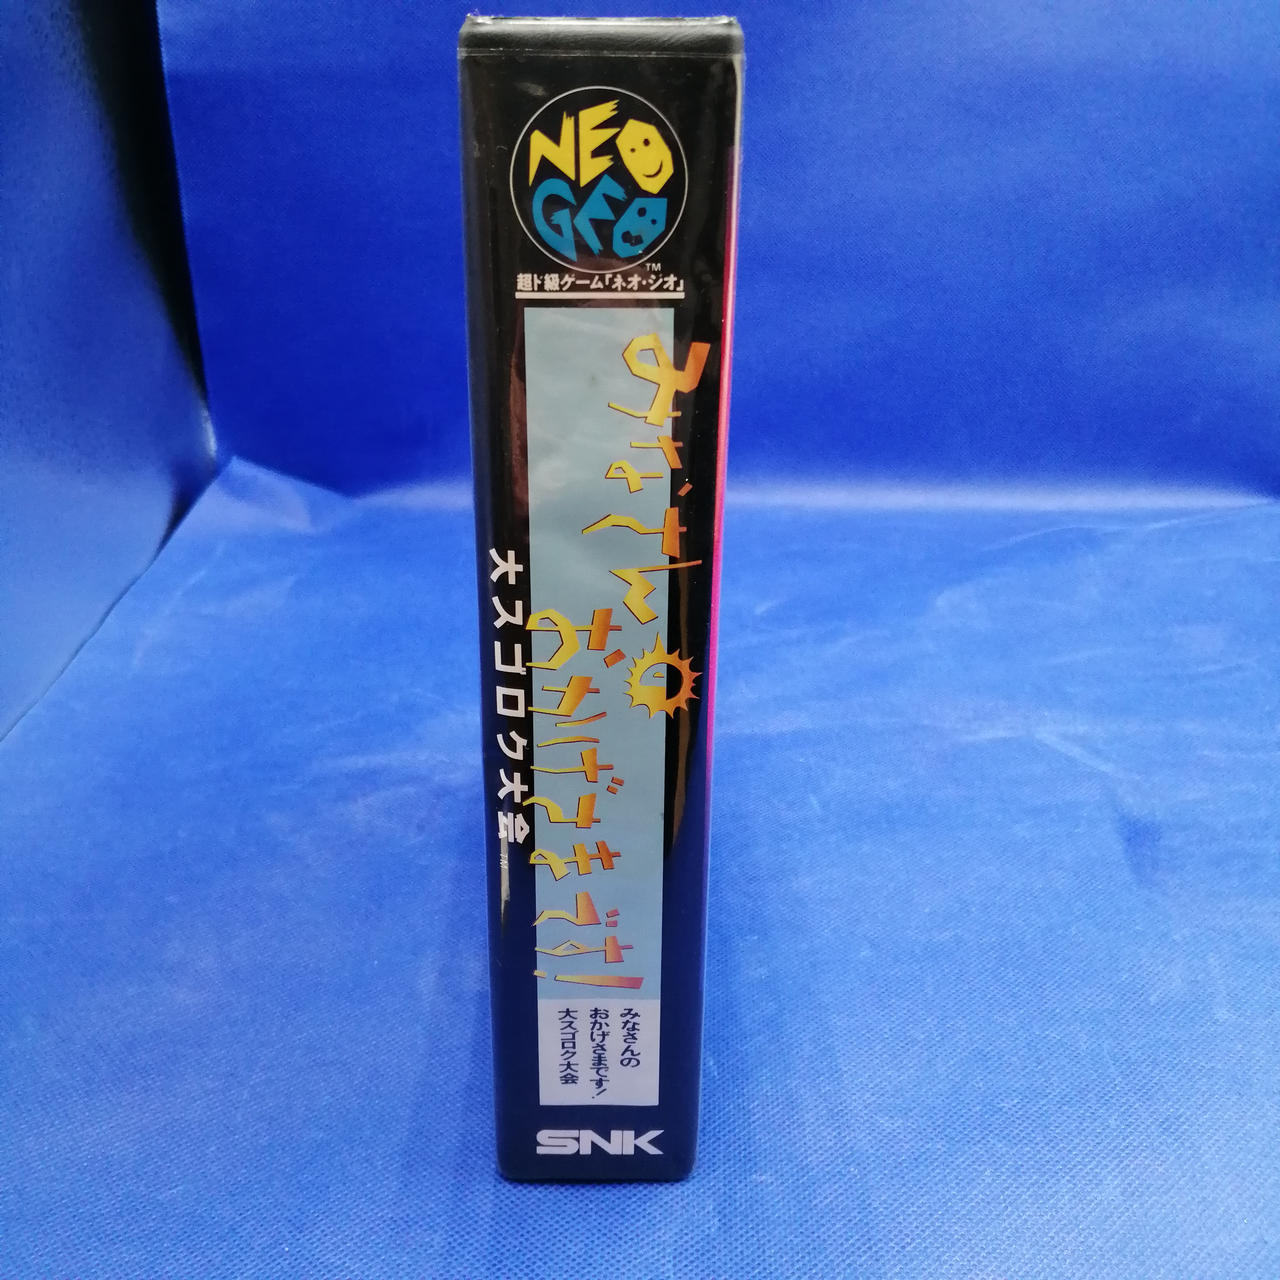 NEO
GEO
TM
超ド級ゲーム「ネオ・ジオ」
みなさんの
おかげさまです!
大スゴロク大会
TM
みなさんの
おかげさまです!
大スゴロク大会
SNK